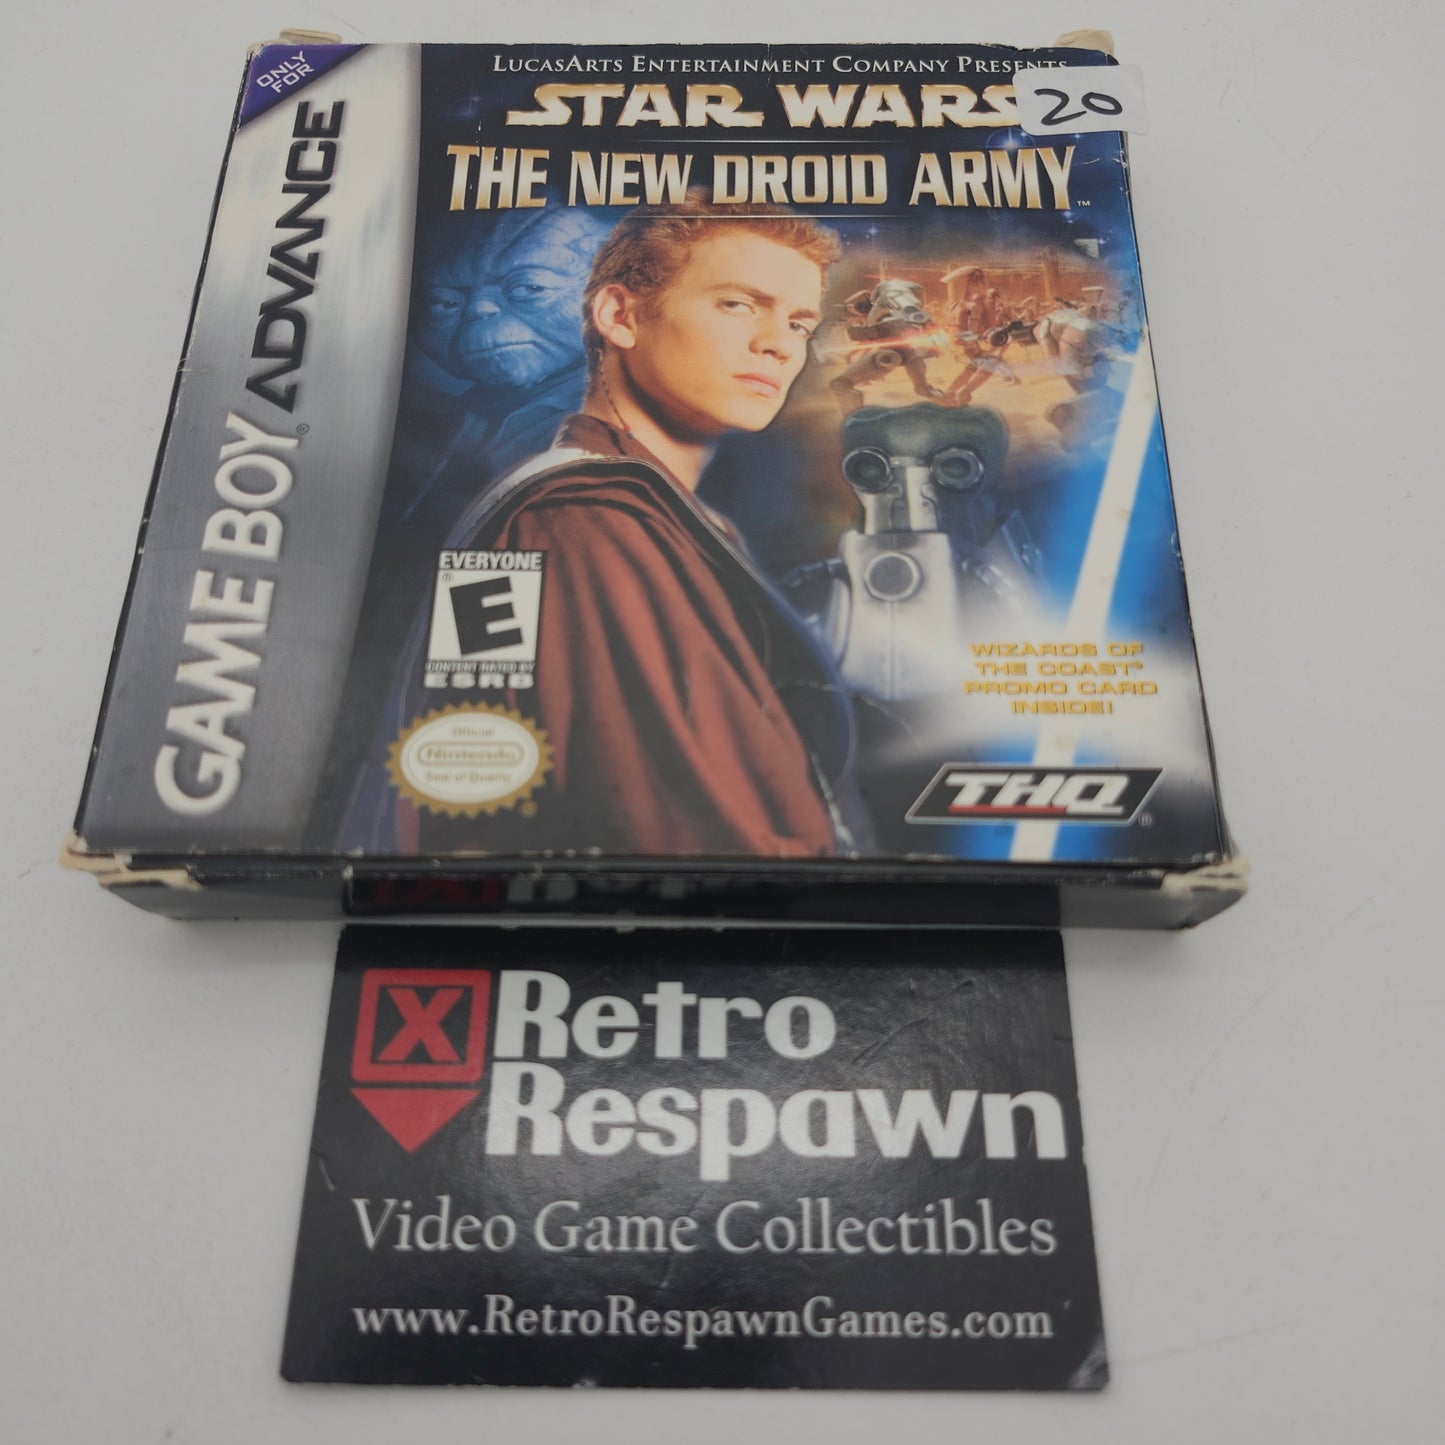 ONLY
FOR
GAME BOY ADVANCE
®
LUCASARTS ENTERTAINMENT COMPANY PRESENTS
STAR WARS
20
THE NEW DROID ARMY
™
EVERYONE
®
E
CONTENT RATED BY
ESRB
Official
Nintendo
Seal of Quality
®
WIZARDS OF
THE COAST®
PROMO CARD
INSIDE!
THQ
®
X
Retro
Respawn
Video Game Collectibles
www.RetroRespawnGames.com